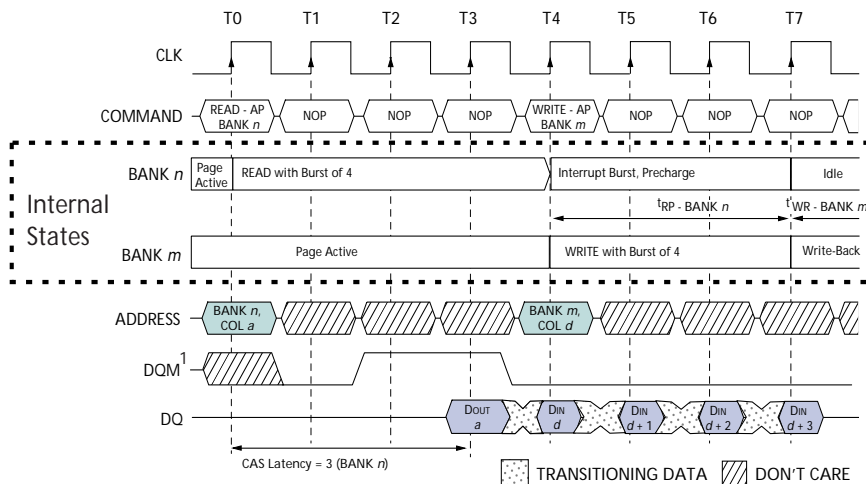 T0 T1 T2 T3 T4 T5 T6 T7
CLK
COMMAND
READ - AP
BANK n
NOP NOP NOP
WRITE - AP
BANK m
NOP NOP NOP
Internal
States
BANK n
Page
Active
READ with Burst of 4
Interrupt Burst, Precharge
Idle
tRP - BANK n
tWR - BANK m
BANK m
Page Active
WRITE with Burst of 4
Write-Back
ADDRESS
BANK n,
COL a
BANK m,
COL d
DQM1
DQ
DOUT
a
DIN
d
DIN
d + 1
DIN
d + 2
DIN
d + 3
CAS Latency = 3 (BANK n)
TRANSITIONING DATA
DON'T CARE